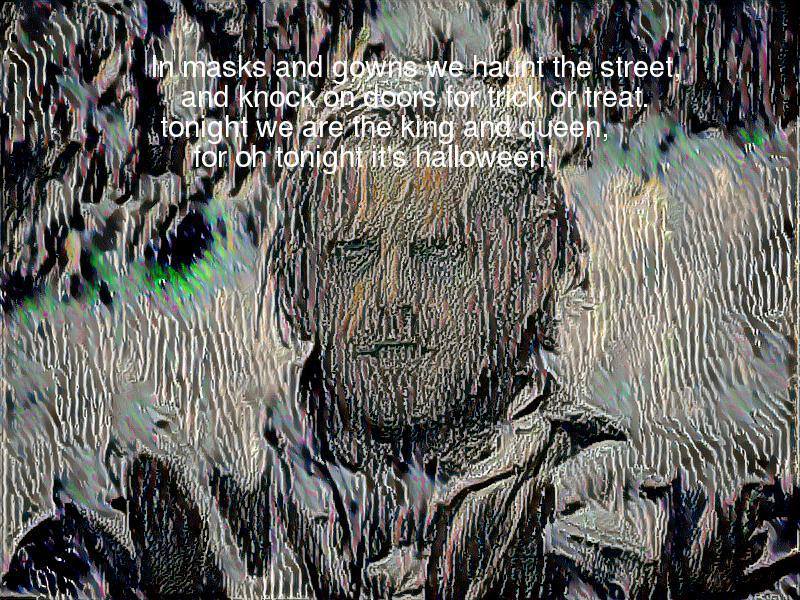 In masks and gowns we haunt the street,
and knock on doors for trick or treat.
tonight we are the king and queen,
for oh tonight it's halloween!